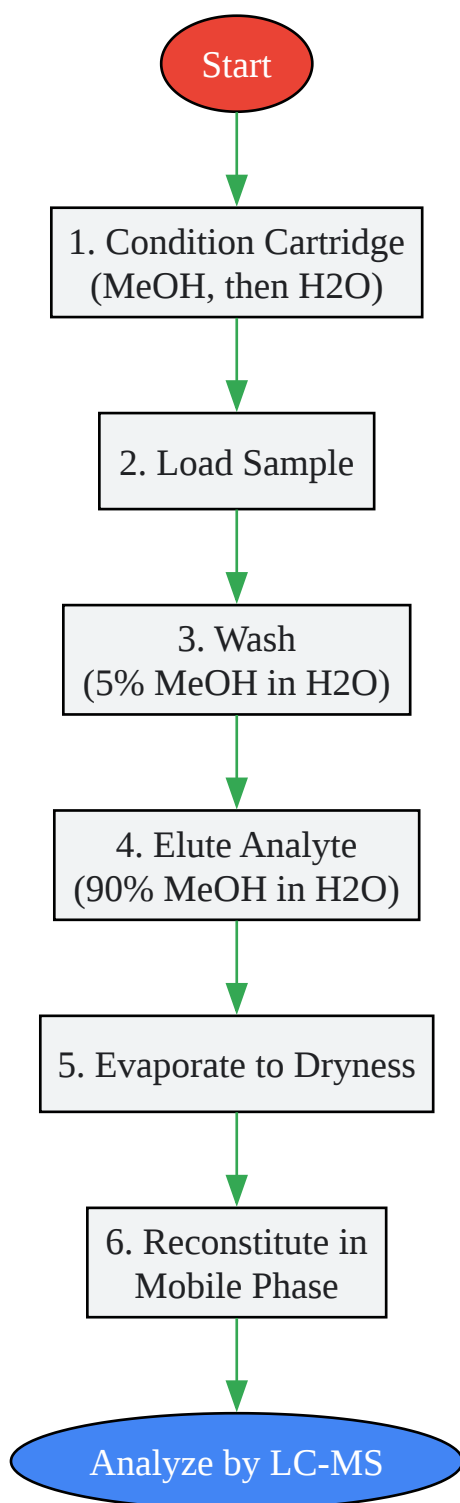 Start
1. Condition Cartridge
(MeOH, then H2O)
2. Load Sample
3. Wash
(5% MeOH in H2O)
4. Elute Analyte
(90% MeOH in H2O)
5. Evaporate to Dryness
6. Reconstitute in
Mobile Phase
Analyze by LC-MS